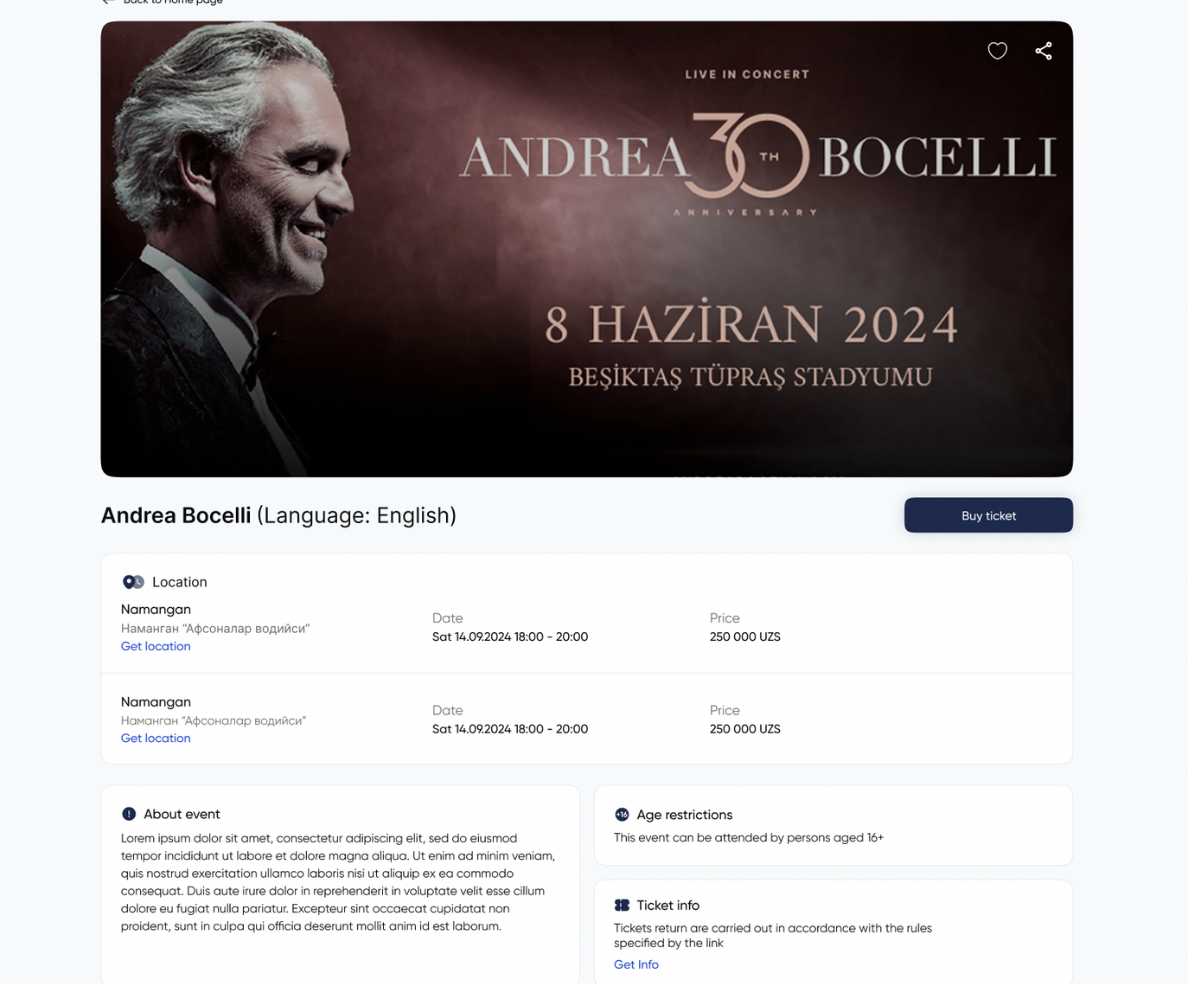 Back to Home page
LIVE IN CONCERT
ANDREA 30TH BOCELLI
ANNIVERSARY
8 HAZİRAN 2024
BEŞİKTAŞ TÜPRAŞ STADYUMU
Andrea Bocelli (Language: English)
Buy ticket
Location
Namangan
Наманган “Афсоналар водийси”
Get location
Date
Sat 14.09.2024 18:00 - 20:00
Price
250 000 UZS
Namangan
Наманган “Афсоналар водийси”
Get location
Date
Sat 14.09.2024 18:00 - 20:00
Price
250 000 UZS
About event
Lorem ipsum dolor sit amet, consectetur adipiscing elit, sed do eiusmod
tempor incididunt ut labore et dolore magna aliqua. Ut enim ad minim veniam,
quis nostrud exercitation ullamco laboris nisi ut aliquip ex ea commodo
consequat. Duis aute irure dolor in reprehenderit in voluptate velit esse cillum
dolore eu fugiat nulla pariatur. Excepteur sint occaecat cupidatat non
proident, sunt in culpa qui officia deserunt mollit anim id est laborum.
+16 Age restrictions
This event can be attended by persons aged 16+
Ticket info
Tickets return are carried out in accordance with the rules
specified by the link
Get Info